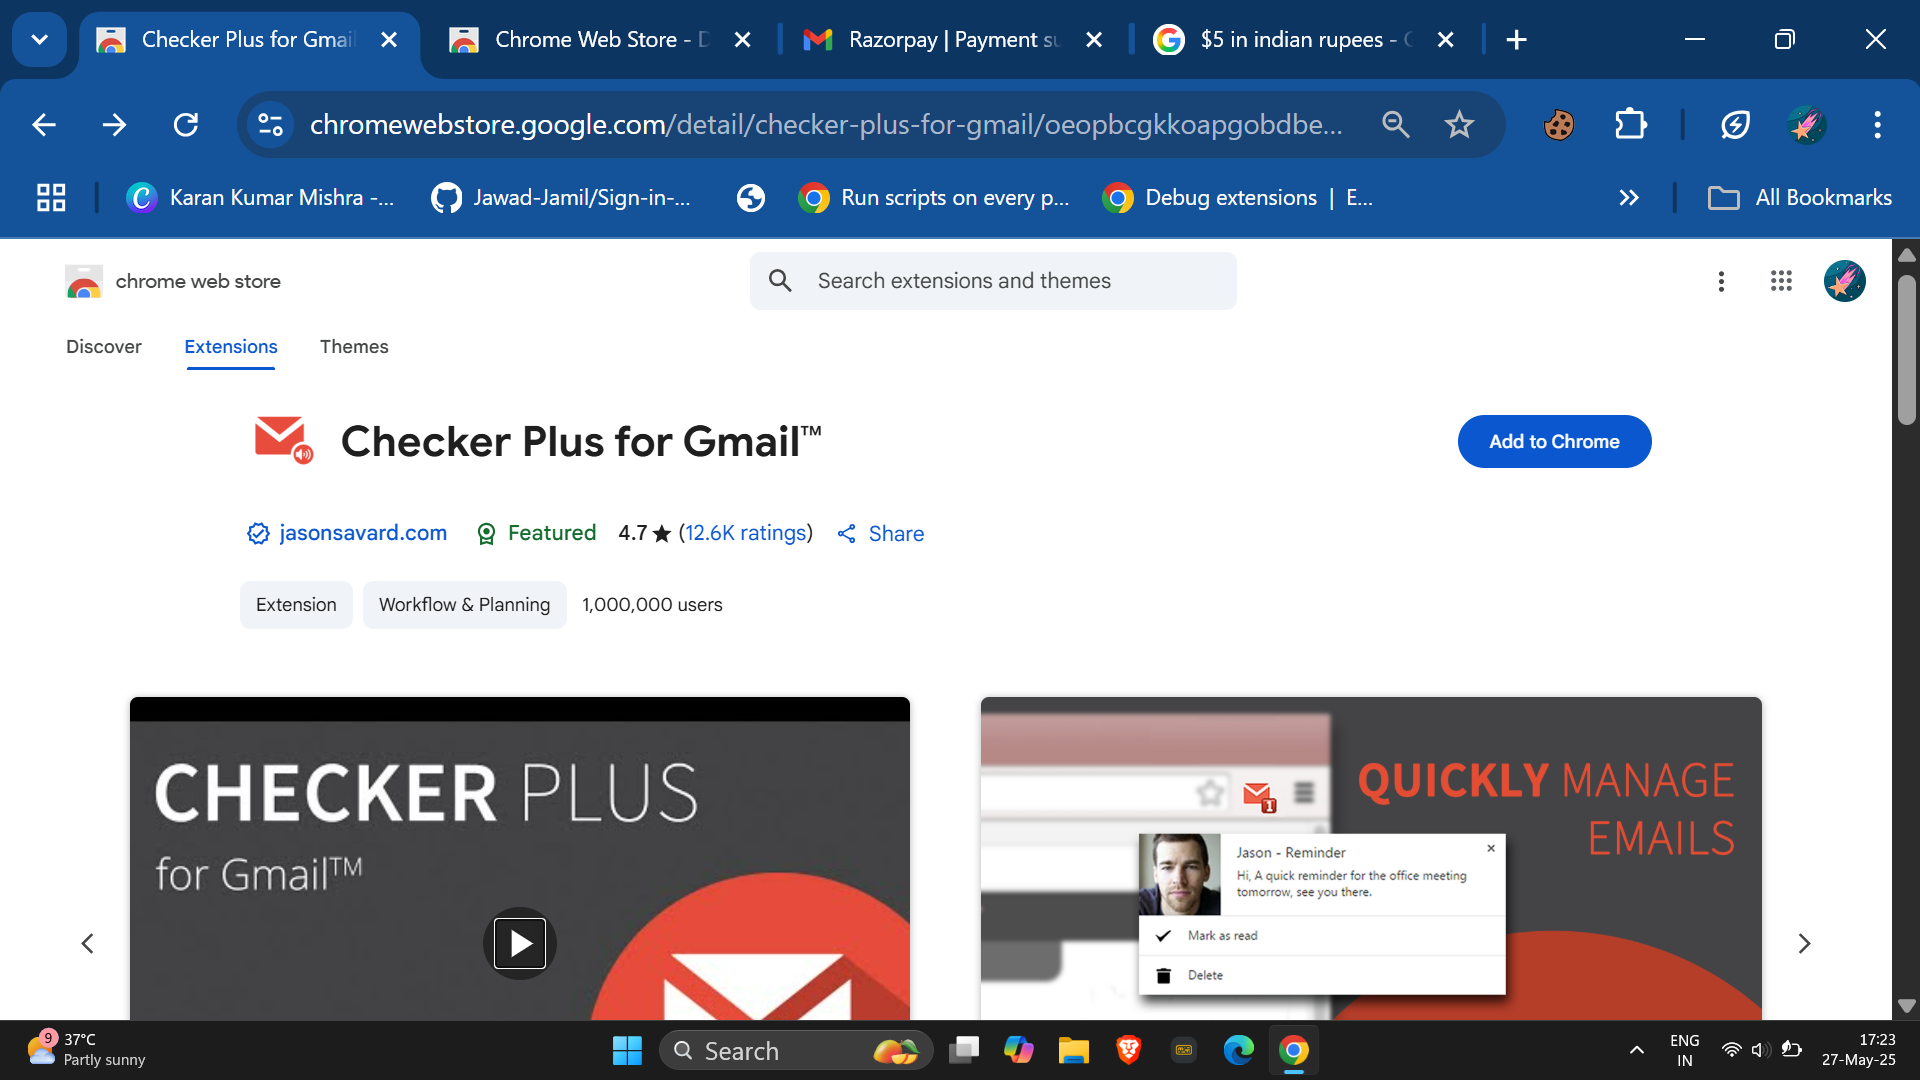 Checker Plus for Gmail
Chrome Web Store - D
Razorpay | Payment su
$5 in indian rupees -
chromewebstore.google.com/detail/checker-plus-for-gmail/oeopbcgkkoapgobdbe...
Karan Kumar Mishra -...
Jawad-Jamil/Sign-in-...
Run scripts on every p...
Debug extensions | E...
All Bookmarks
chrome web store
Search extensions and themes
Discover
Extensions
Themes
Checker Plus for Gmail™
Add to Chrome
jasonsavard.com
Featured
4.7 ★ (12.6K ratings)
Share
Extension
Workflow & Planning
1,000,000 users
CHECKER PLUS
for Gmail™
QUICKLY MANAGE
EMAILS
1
Jason - Reminder
Hi, A quick reminder for the office meeting
tomorrow, see you there.
Mark as read
Delete
9
37°C
Partly sunny
Search
ENG
IN
17:23
27-May-25